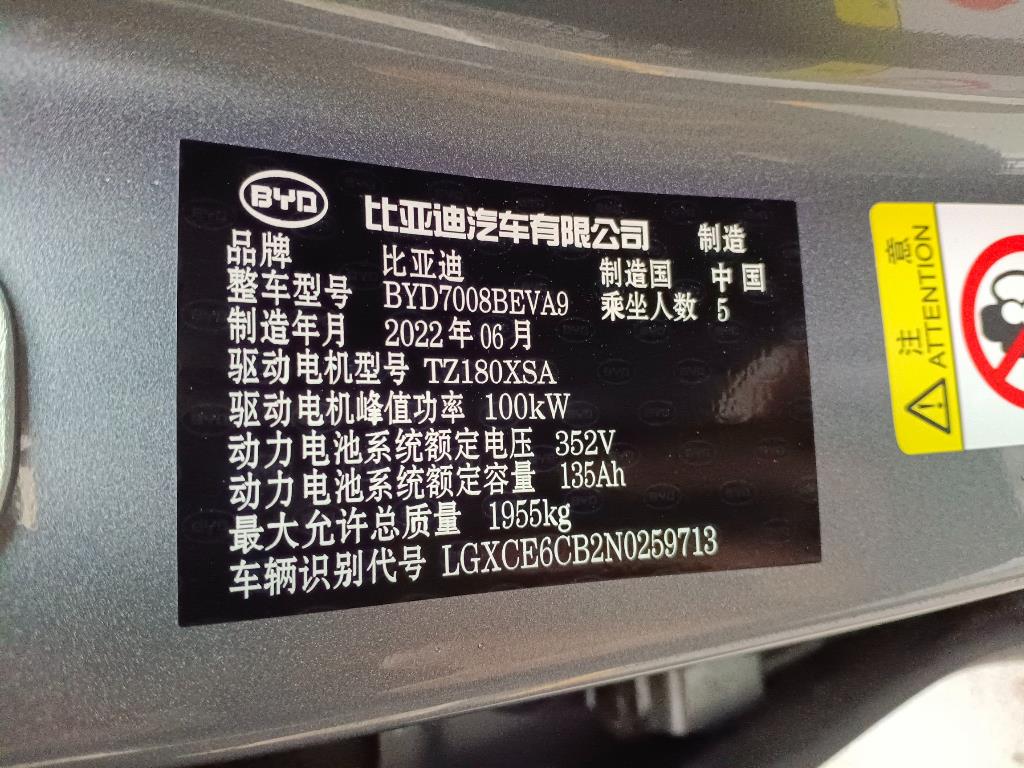 BYD 比亚迪汽车有限公司 制造
品牌 比亚迪 制造国 中国
整车型号 BYD7008BEVA9 乘坐人数 5
制造年月 2022年06月
驱动电机型号 TZ180XSA
驱动电机峰值功率 100kW
动力电池系统额定电压 352V
动力电池系统额定容量 135Ah
最大允许总质量 1955kg
车辆识别代号 LGXCE6CB2N0259713
注意
ATTENTION